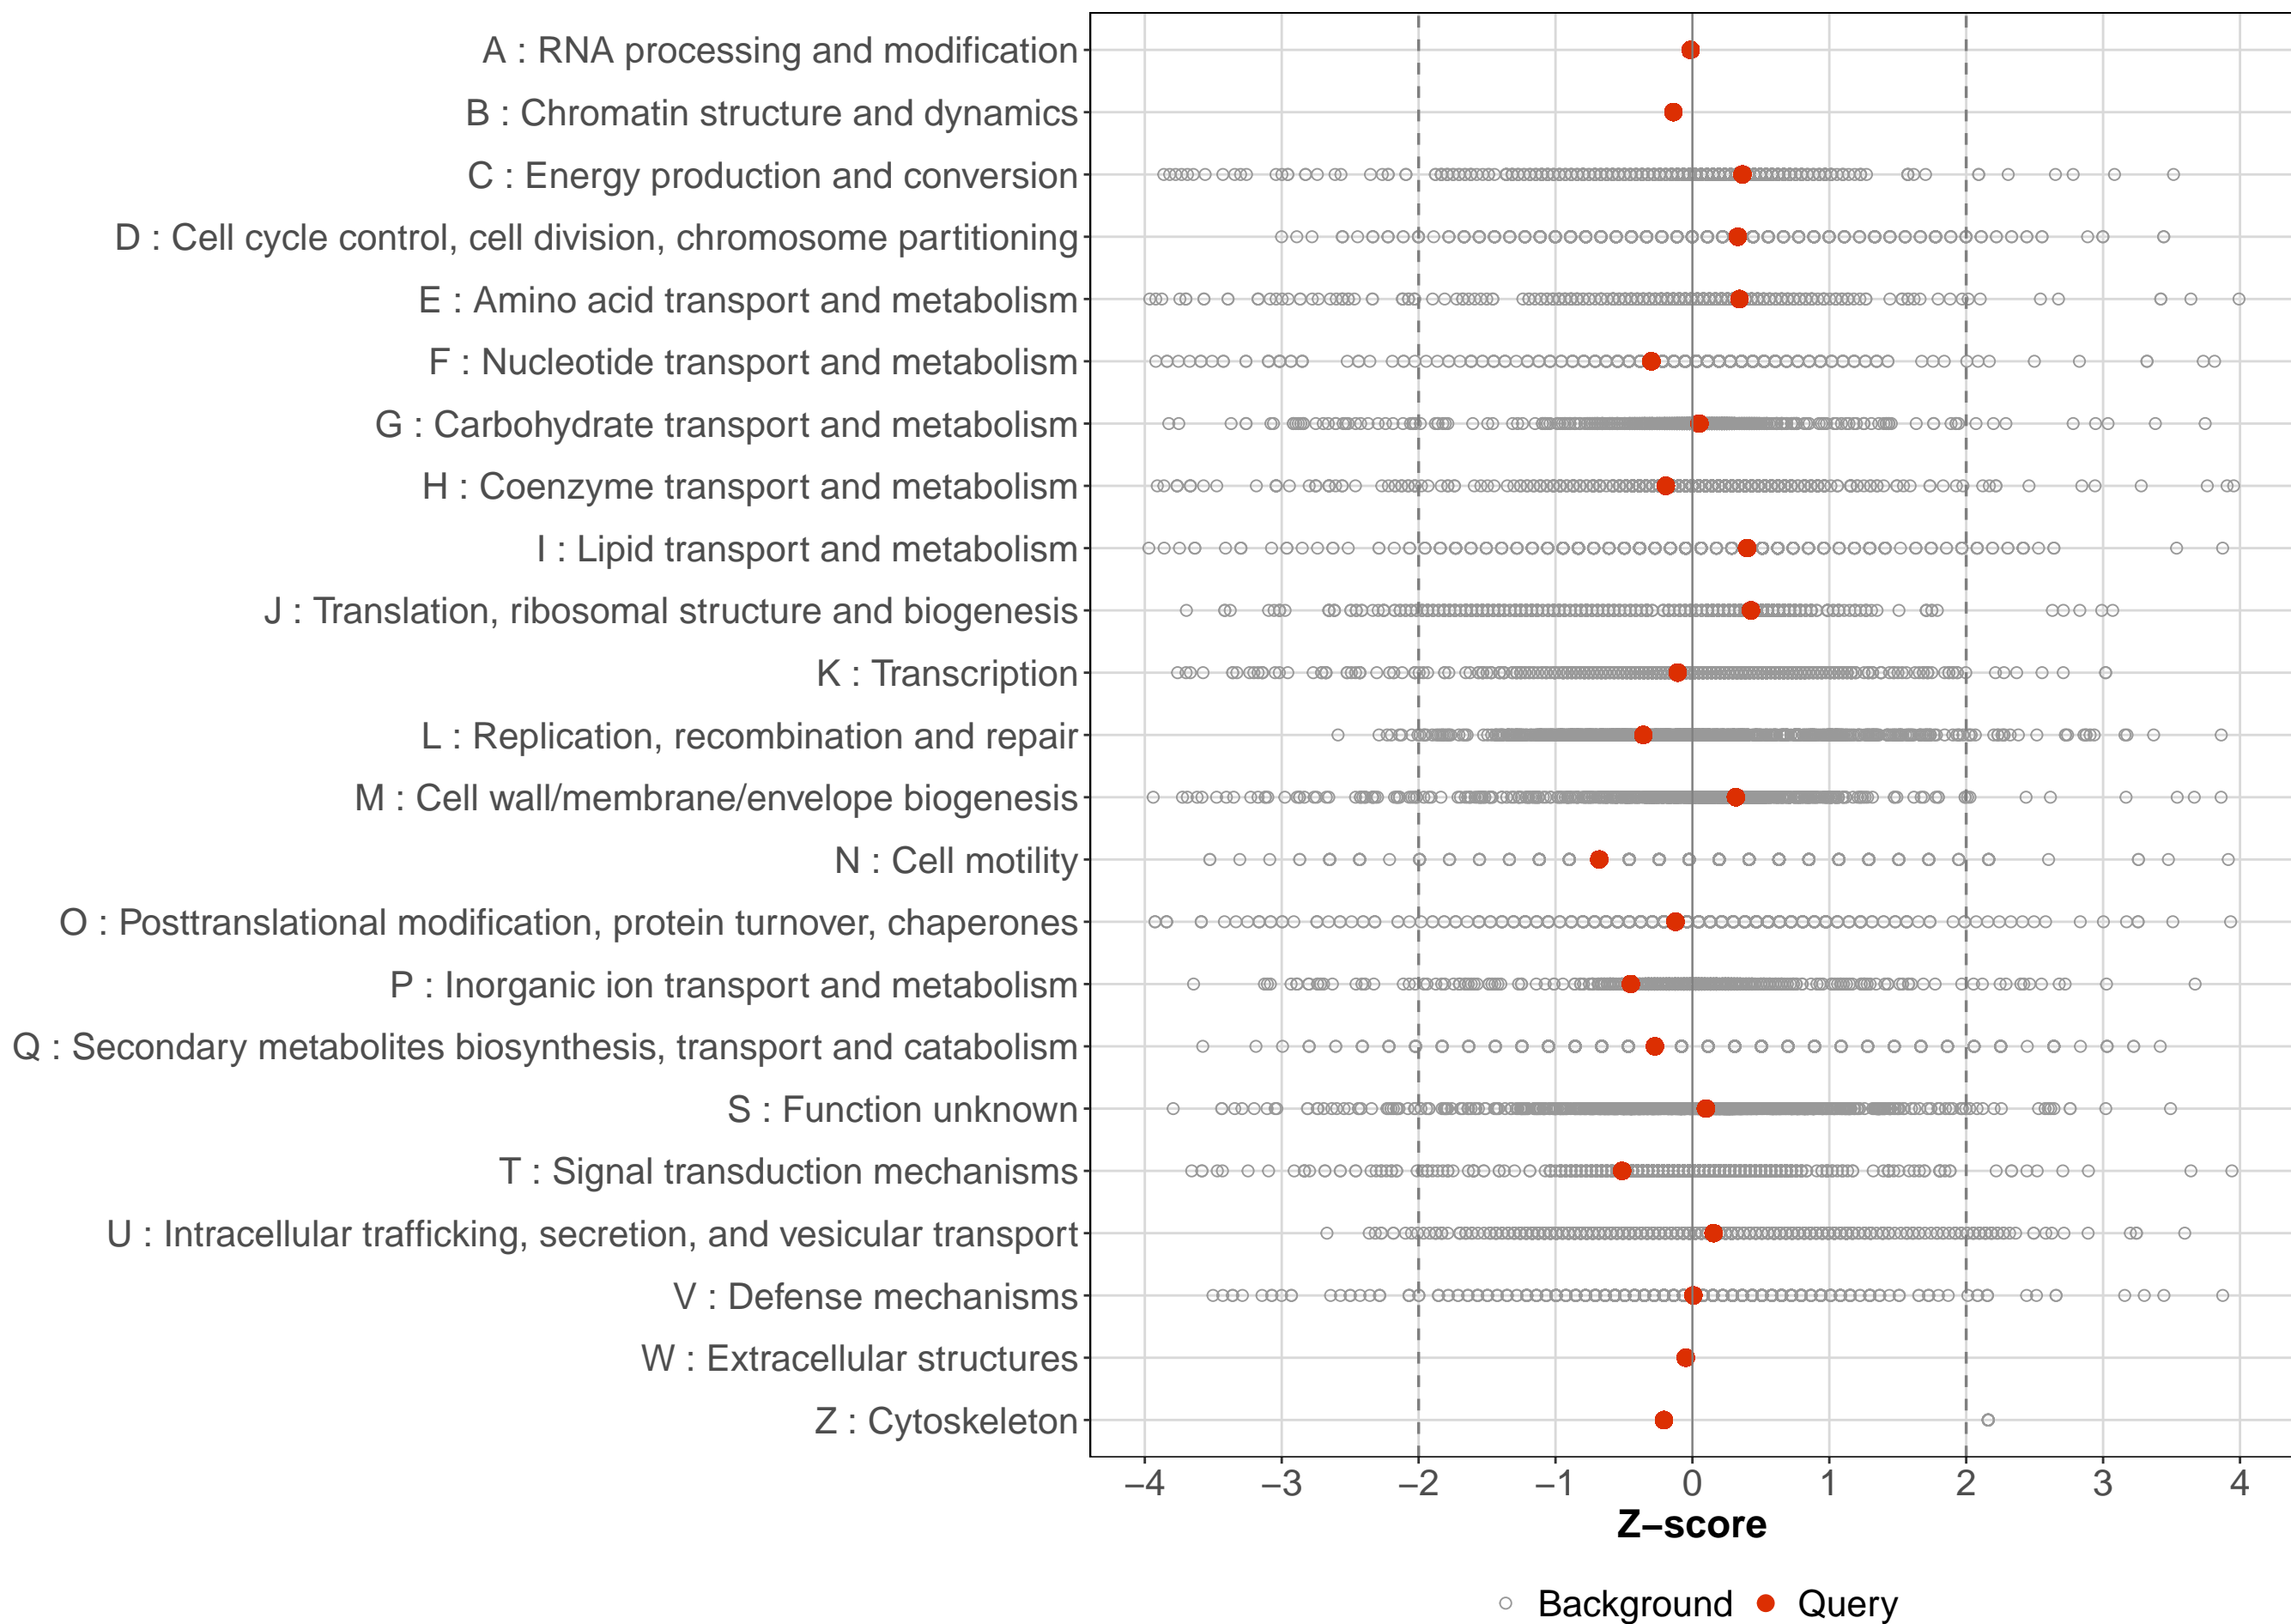 A : RNA processing and modification
B : Chromatin structure and dynamics
C : Energy production and conversion
D : Cell cycle control, cell division, chromosome partitioning
E : Amino acid transport and metabolism
F : Nucleotide transport and metabolism
G : Carbohydrate transport and metabolism
H : Coenzyme transport and metabolism
I : Lipid transport and metabolism
J : Translation, ribosomal structure and biogenesis
K : Transcription
L : Replication, recombination and repair
M : Cell wall/membrane/envelope biogenesis
N : Cell motility
O : Posttranslational modification, protein turnover, chaperones
P : Inorganic ion transport and metabolism
Q : Secondary metabolites biosynthesis, transport and catabolism
S : Function unknown
T : Signal transduction mechanisms
U : Intracellular trafficking, secretion, and vesicular transport
V : Defense mechanisms
W : Extracellular structures
Z : Cytoskeleton
−4 −3 −2 −1 0 1 2 3 4
Z−score
Background Query